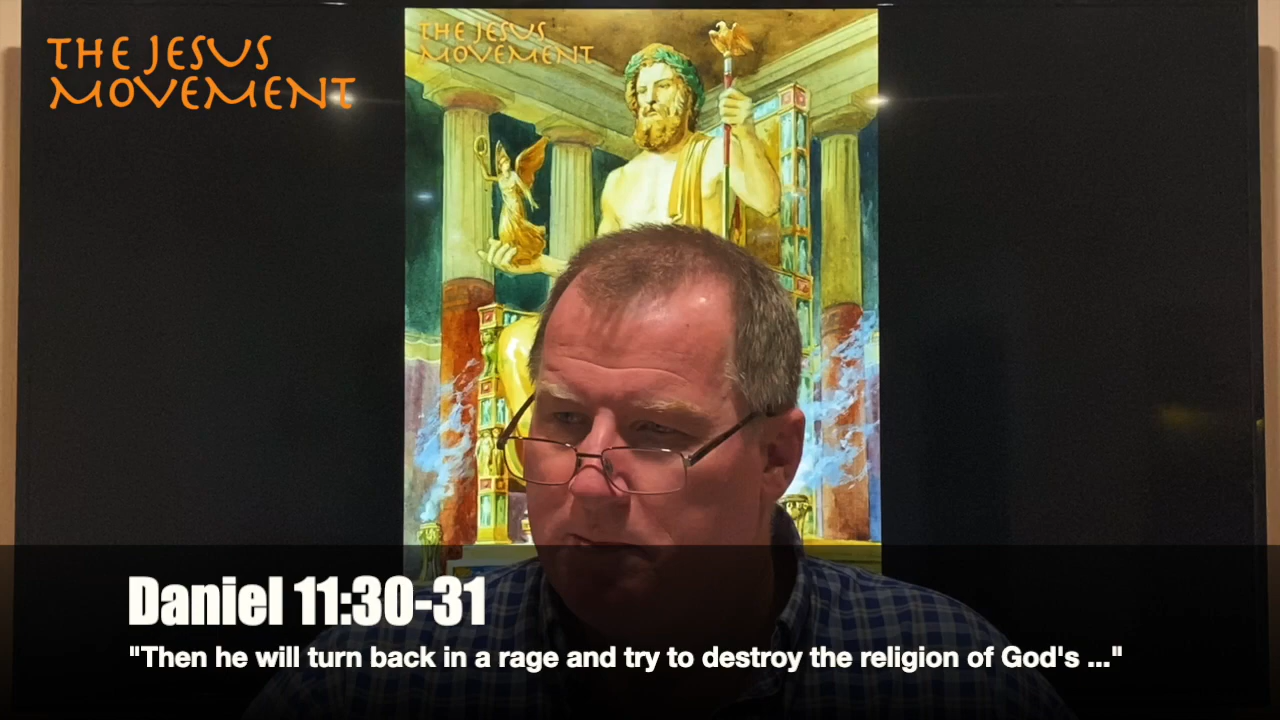 THE JESUS
MOVEMENT
THE JESUS
MOVEMENT
Daniel 11:30-31
"Then he will turn back in a rage and try to destroy the religion of God's ..."